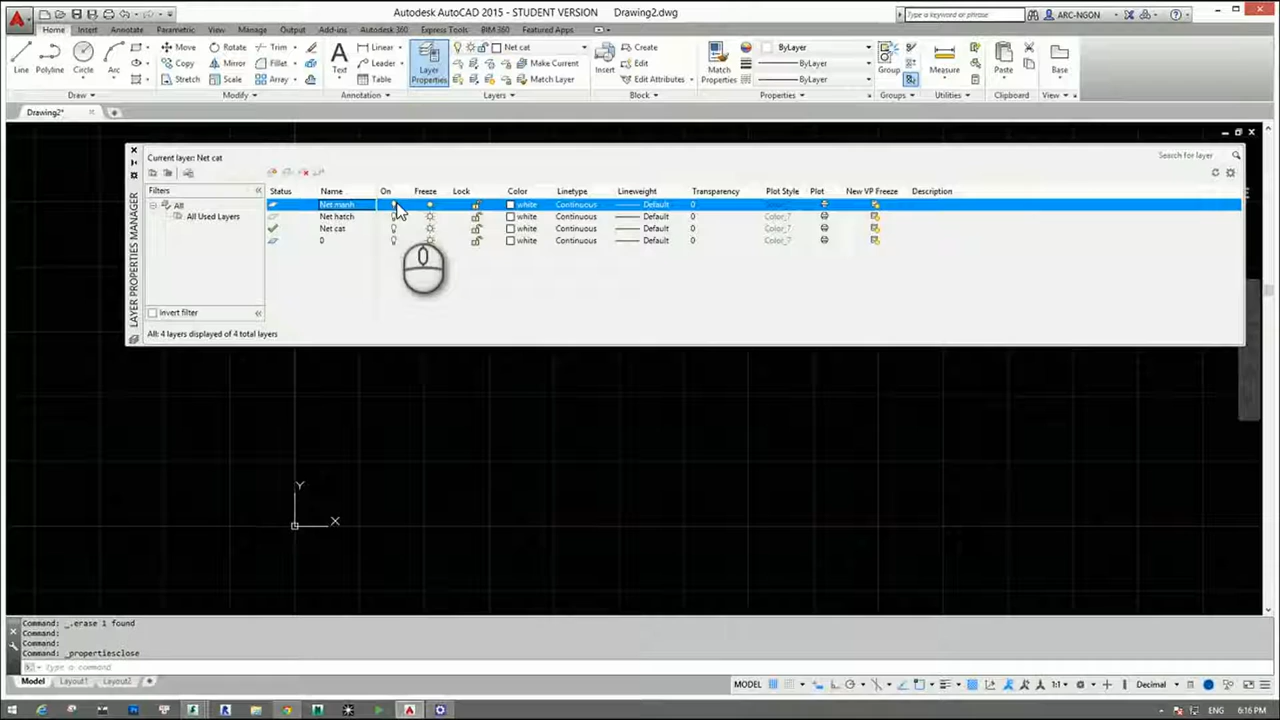 Autodesk AutoCAD 2015 - STUDENT VERSION Drawing2.dwg
Type a keyword or phrase
ARC-NGON
Home Insert Annotate Parametric View Manage Output Add-ins Autodesk 360 Express Tools BIM 360 Featured Apps
Line Polyline Circle Arc
Move Rotate Trim
Copy Mirror Fillet
Stretch Scale Array
Text
Linear
Leader
Table
Layer Properties
Net cat
Make Current
Match Layer
Insert
Create
Edit
Edit Attributes
Match Properties
ByLayer
ByLayer
ByLayer
Group Measure Paste Base
Draw Modify Annotation Layers Block Properties Groups Utilities Clipboard View
Drawing2*
Current layer: Net cat
Search for layer
Filters
All
All Used Layers
Invert filter
Status Name On Freeze Lock Color Linetype Lineweight Transparency Plot Style Plot New VP Freeze Description
Net manh white Continuous Default 0
Net hatch white Continuous Default 0 Color_7
Net cat white Continuous Default 0 Color_7
0 white Continuous Default 0 Color_7
All: 4 layers displayed of 4 total layers
LAYER PROPERTIES MANAGER
Y
X
Command: _.erase 1 found
Command:
Command:
Command: _propertiesclose
Type a command
Model Layout1 Layout2
MODEL 1:1 Decimal
ENG 6:16 PM